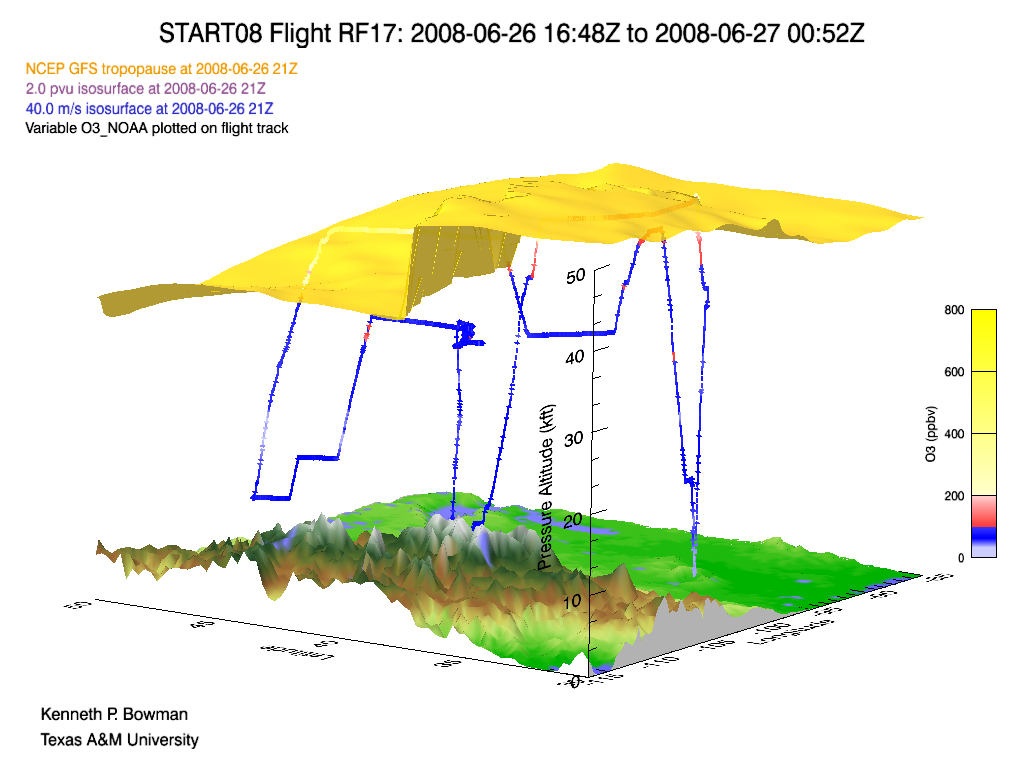 START08 Flight RF17: 2008-06-26 16:48Z to 2008-06-27 00:52Z
NCEP GFS tropopause at 2008-06-26 21Z
2.0 pvu isosurface at 2008-06-26 21Z
40.0 m/s isosurface at 2008-06-26 21Z
Variable O3_NOAA plotted on flight track
50
40
30
20
10
0
Pressure Altitude (kft)
Latitude
-110
-100
Longitude
800
600
400
200
0
O3 (ppbv)
Kenneth P. Bowman
Texas A&M University